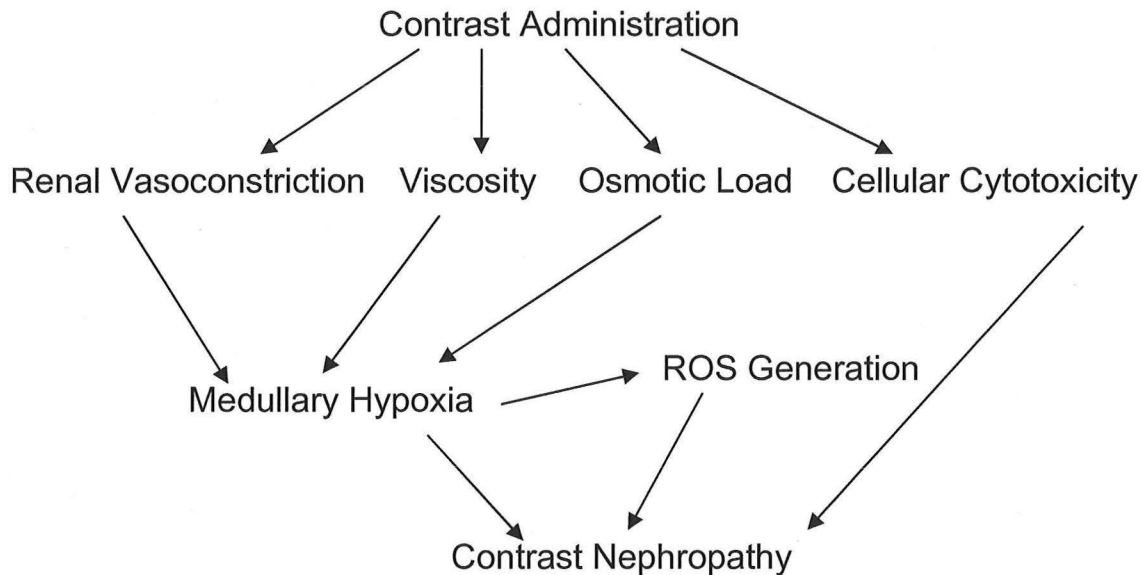 Contrast Administration
Renal Vasoconstriction Viscosity Osmotic Load Cellular Cytotoxicity
ROS Generation
Medullary Hypoxia
Contrast Nephropathy